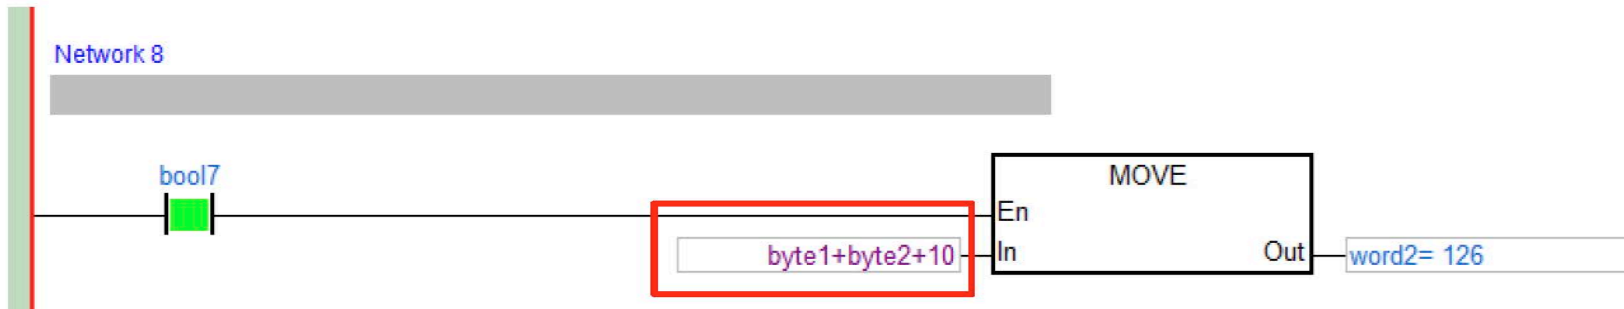 Network 8
bool7
MOVE
En
byte1+byte2+10
In
Out
word2= 126